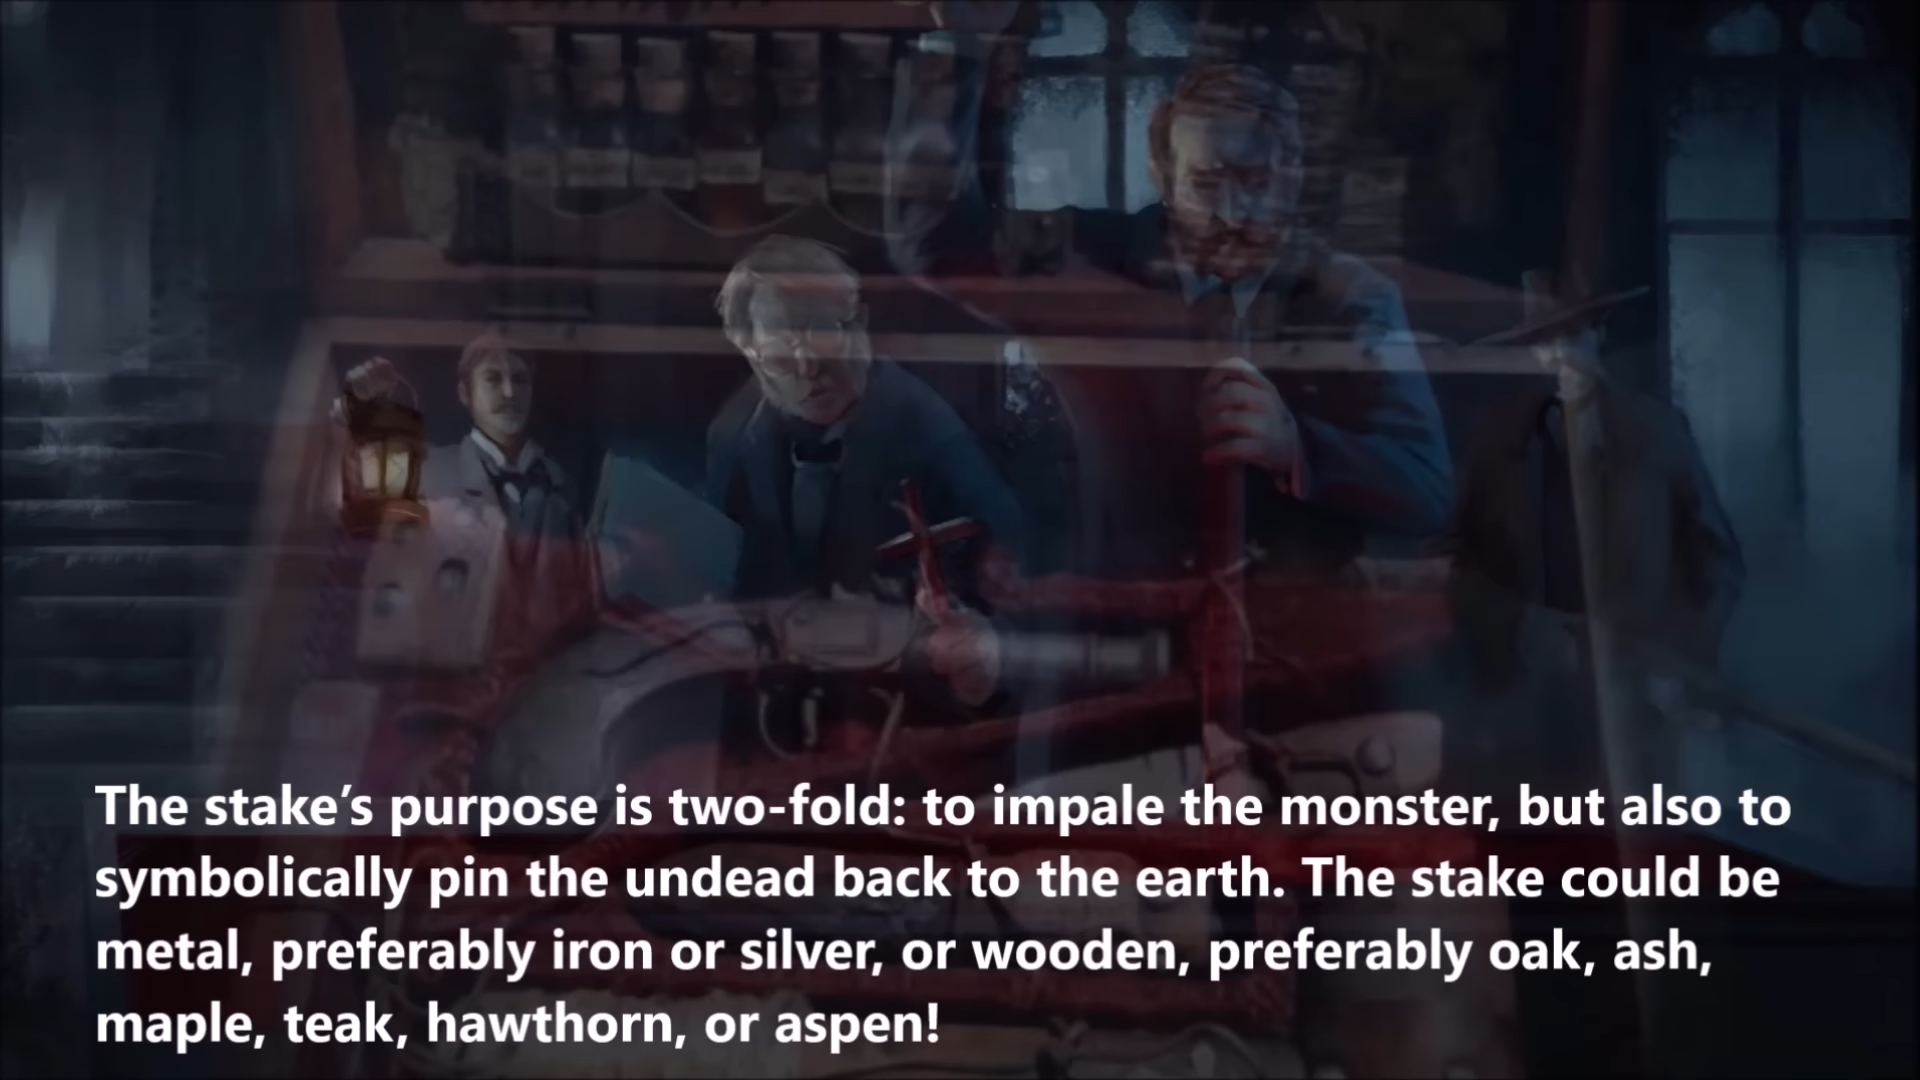 The stake’s purpose is two-fold: to impale the monster, but also to
symbolically pin the undead back to the earth. The stake could be
metal, preferably iron or silver, or wooden, preferably oak, ash,
maple, teak, hawthorn, or aspen!